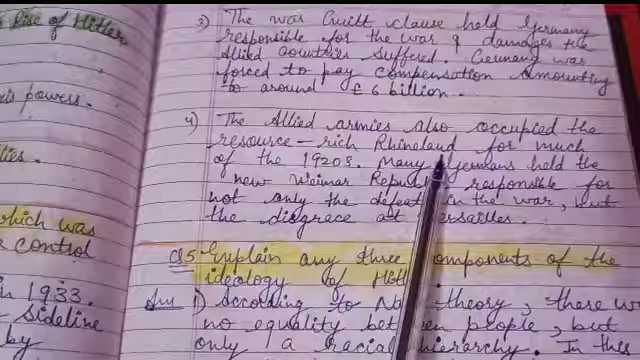 Rise of Hitler
powers.
which was
control
in 1933.
sideline
by
3) The war Guilt clause held Germany
responsible for the war & damages the
Allied countries suffered. Germany was
forced to pay compensation amounting
to around £6 billion.
4) The Allied armies also occupied the
resource-rich Rhineland for much
of the 1920s. Many Germans held the
new Weimar Republic responsible for
not only the defeat in the war, but
the disgrace at Versailles.
Q5 Explain any three components of the
ideology of
Ans 1) According to theory, there
no equality between people, but
only a racial hierarchy. In this